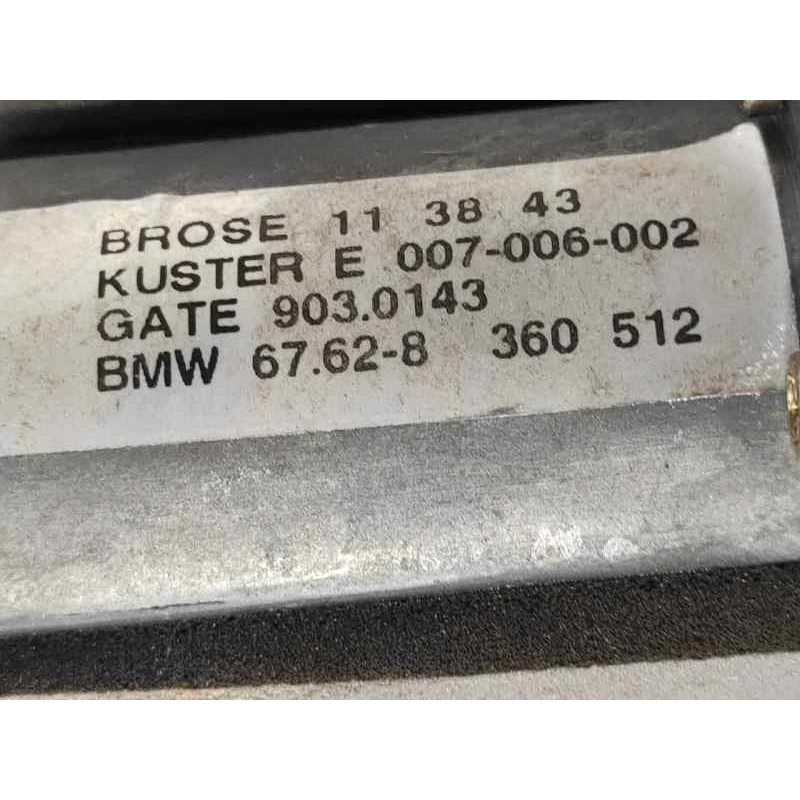 BROSE 11 38 43
KUSTER E 007-006-002
GATE 903.0143
BMW 67.62-8 360 512